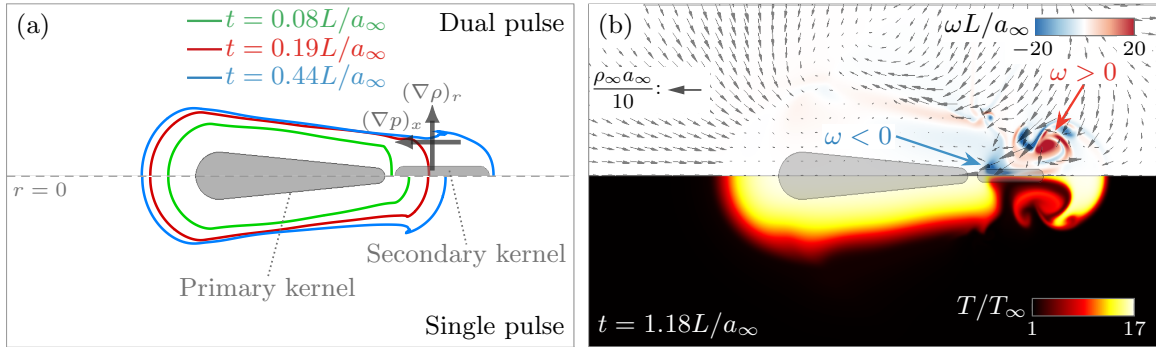 (a)
t = 0.08L/a∞
t = 0.19L/a∞
t = 0.44L/a∞
Dual pulse
(∇ρ)r
(∇p)x
r = 0
Secondary kernel
Primary kernel
Single pulse
(b)
ωL/a∞
−20 20
ρ∞a∞
10 :
ω > 0
ω < 0
t = 1.18L/a∞
T/T∞
1 17